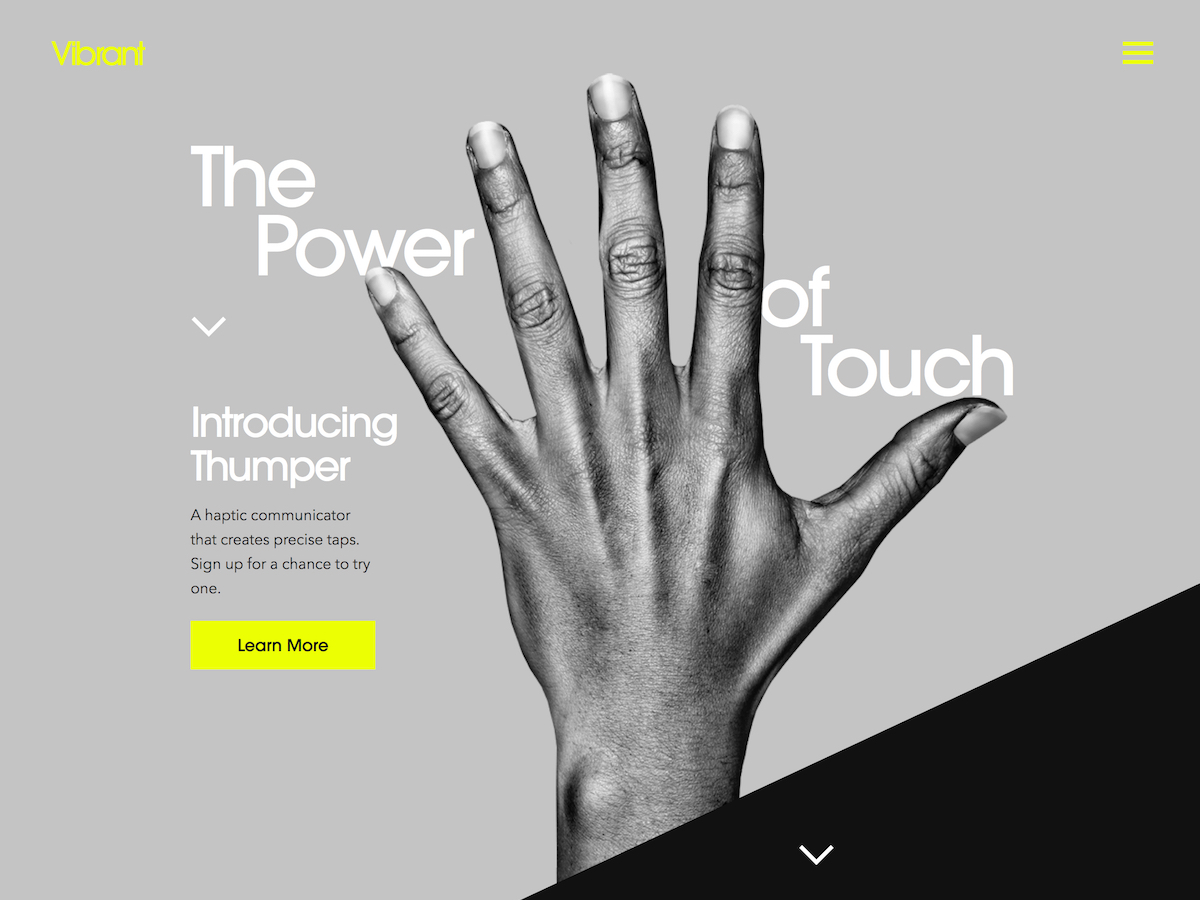 Vibrant
The
Power
of
Touch
Introducing
Thumper
A haptic communicator
that creates precise taps.
Sign up for a chance to try
one.
Learn More